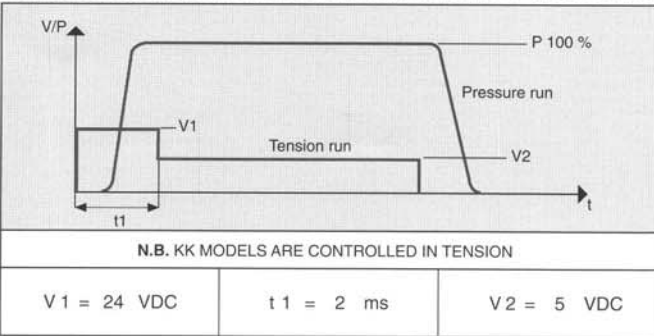 V/P
P 100 %
Pressure run
V1
Tension run
V2
t
t1
N.B. KK MODELS ARE CONTROLLED IN TENSION
V 1 = 24 VDC
t 1 = 2 ms
V 2 = 5 VDC